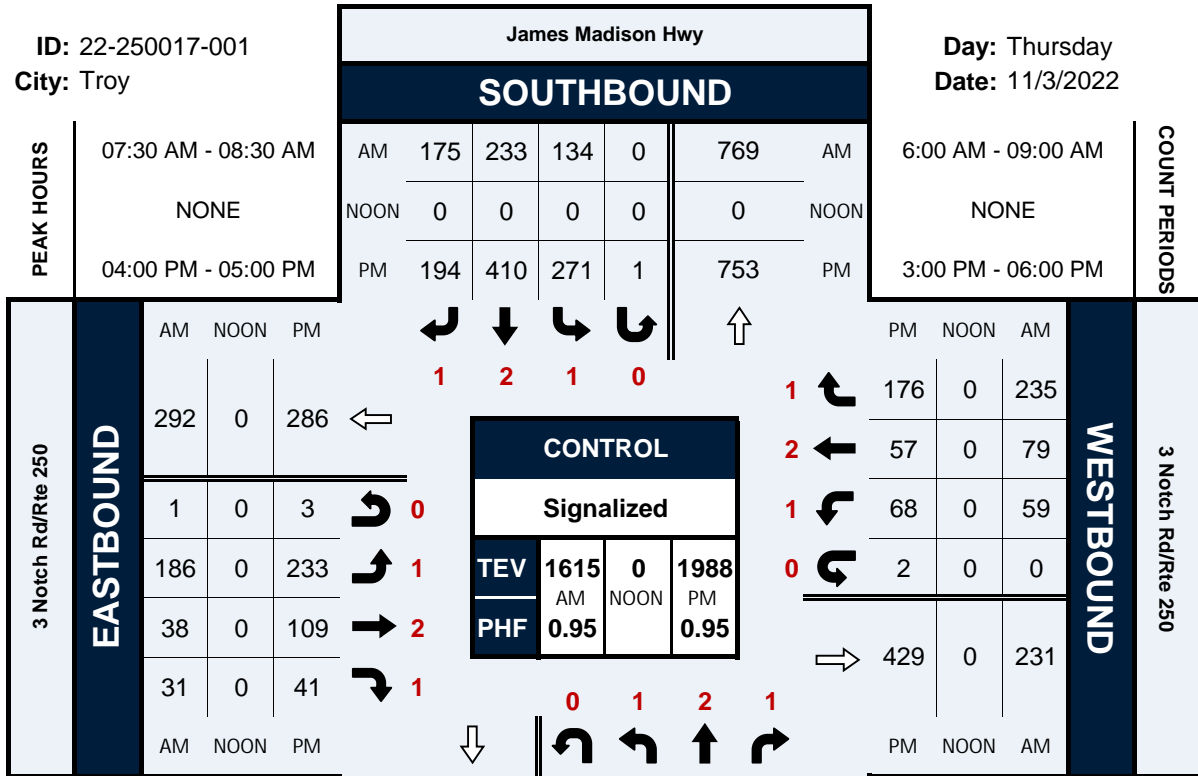 James Madison Hwy
ID: 22-250017-001
Day: Thursday
City: Troy
Date: 11/3/2022
SOUTHBOUND
PEAK HOURS
07:30 AM - 08:30 AM
NONE
04:00 PM - 05:00 PM
AM 175 233 134 0 769 AM
NOON 0 0 0 0 0 NOON
PM 194 410 271 1 753 PM
6:00 AM - 09:00 AM
NONE
3:00 PM - 06:00 PM
COUNT PERIODS
1 2 1 0
3 Notch Rd/Rte 250
EASTBOUND
AM NOON PM
292 0 286
1 0 3 0
186 0 233 1
38 0 109 2
31 0 41 1
AM NOON PM
CONTROL
Signalized
TEV 1615 0 1988
AM NOON PM
PHF 0.95 0.95
PM NOON AM
1 176 0 235
2 57 0 79
1 68 0 59
0 2 0 0
429 0 231
PM NOON AM
WESTBOUND
3 Notch Rd/Rte 250
0 1 2 1